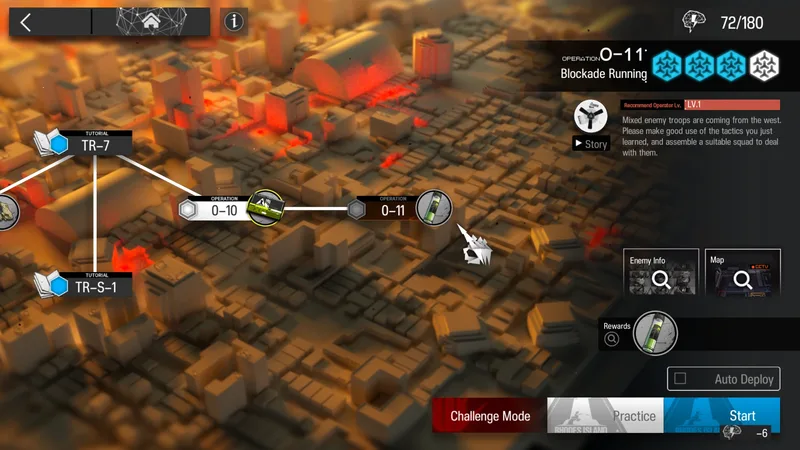 72/180
OPERATION 0-11
Blockade Running
Recommend Operator Lv. LV.1
Story
Mixed enemy troops are coming from the west.
Please make good use of the tactics you just
learned, and assemble a suitable squad to deal
with them.
TUTORIAL
TR-7
OPERATION
0-10
OPERATION
0-11
TUTORIAL
TR-S-1
Enemy Info
Map
Rewards
Auto Deploy
Challenge Mode
Practice
Start
RHODES ISLAND
-6